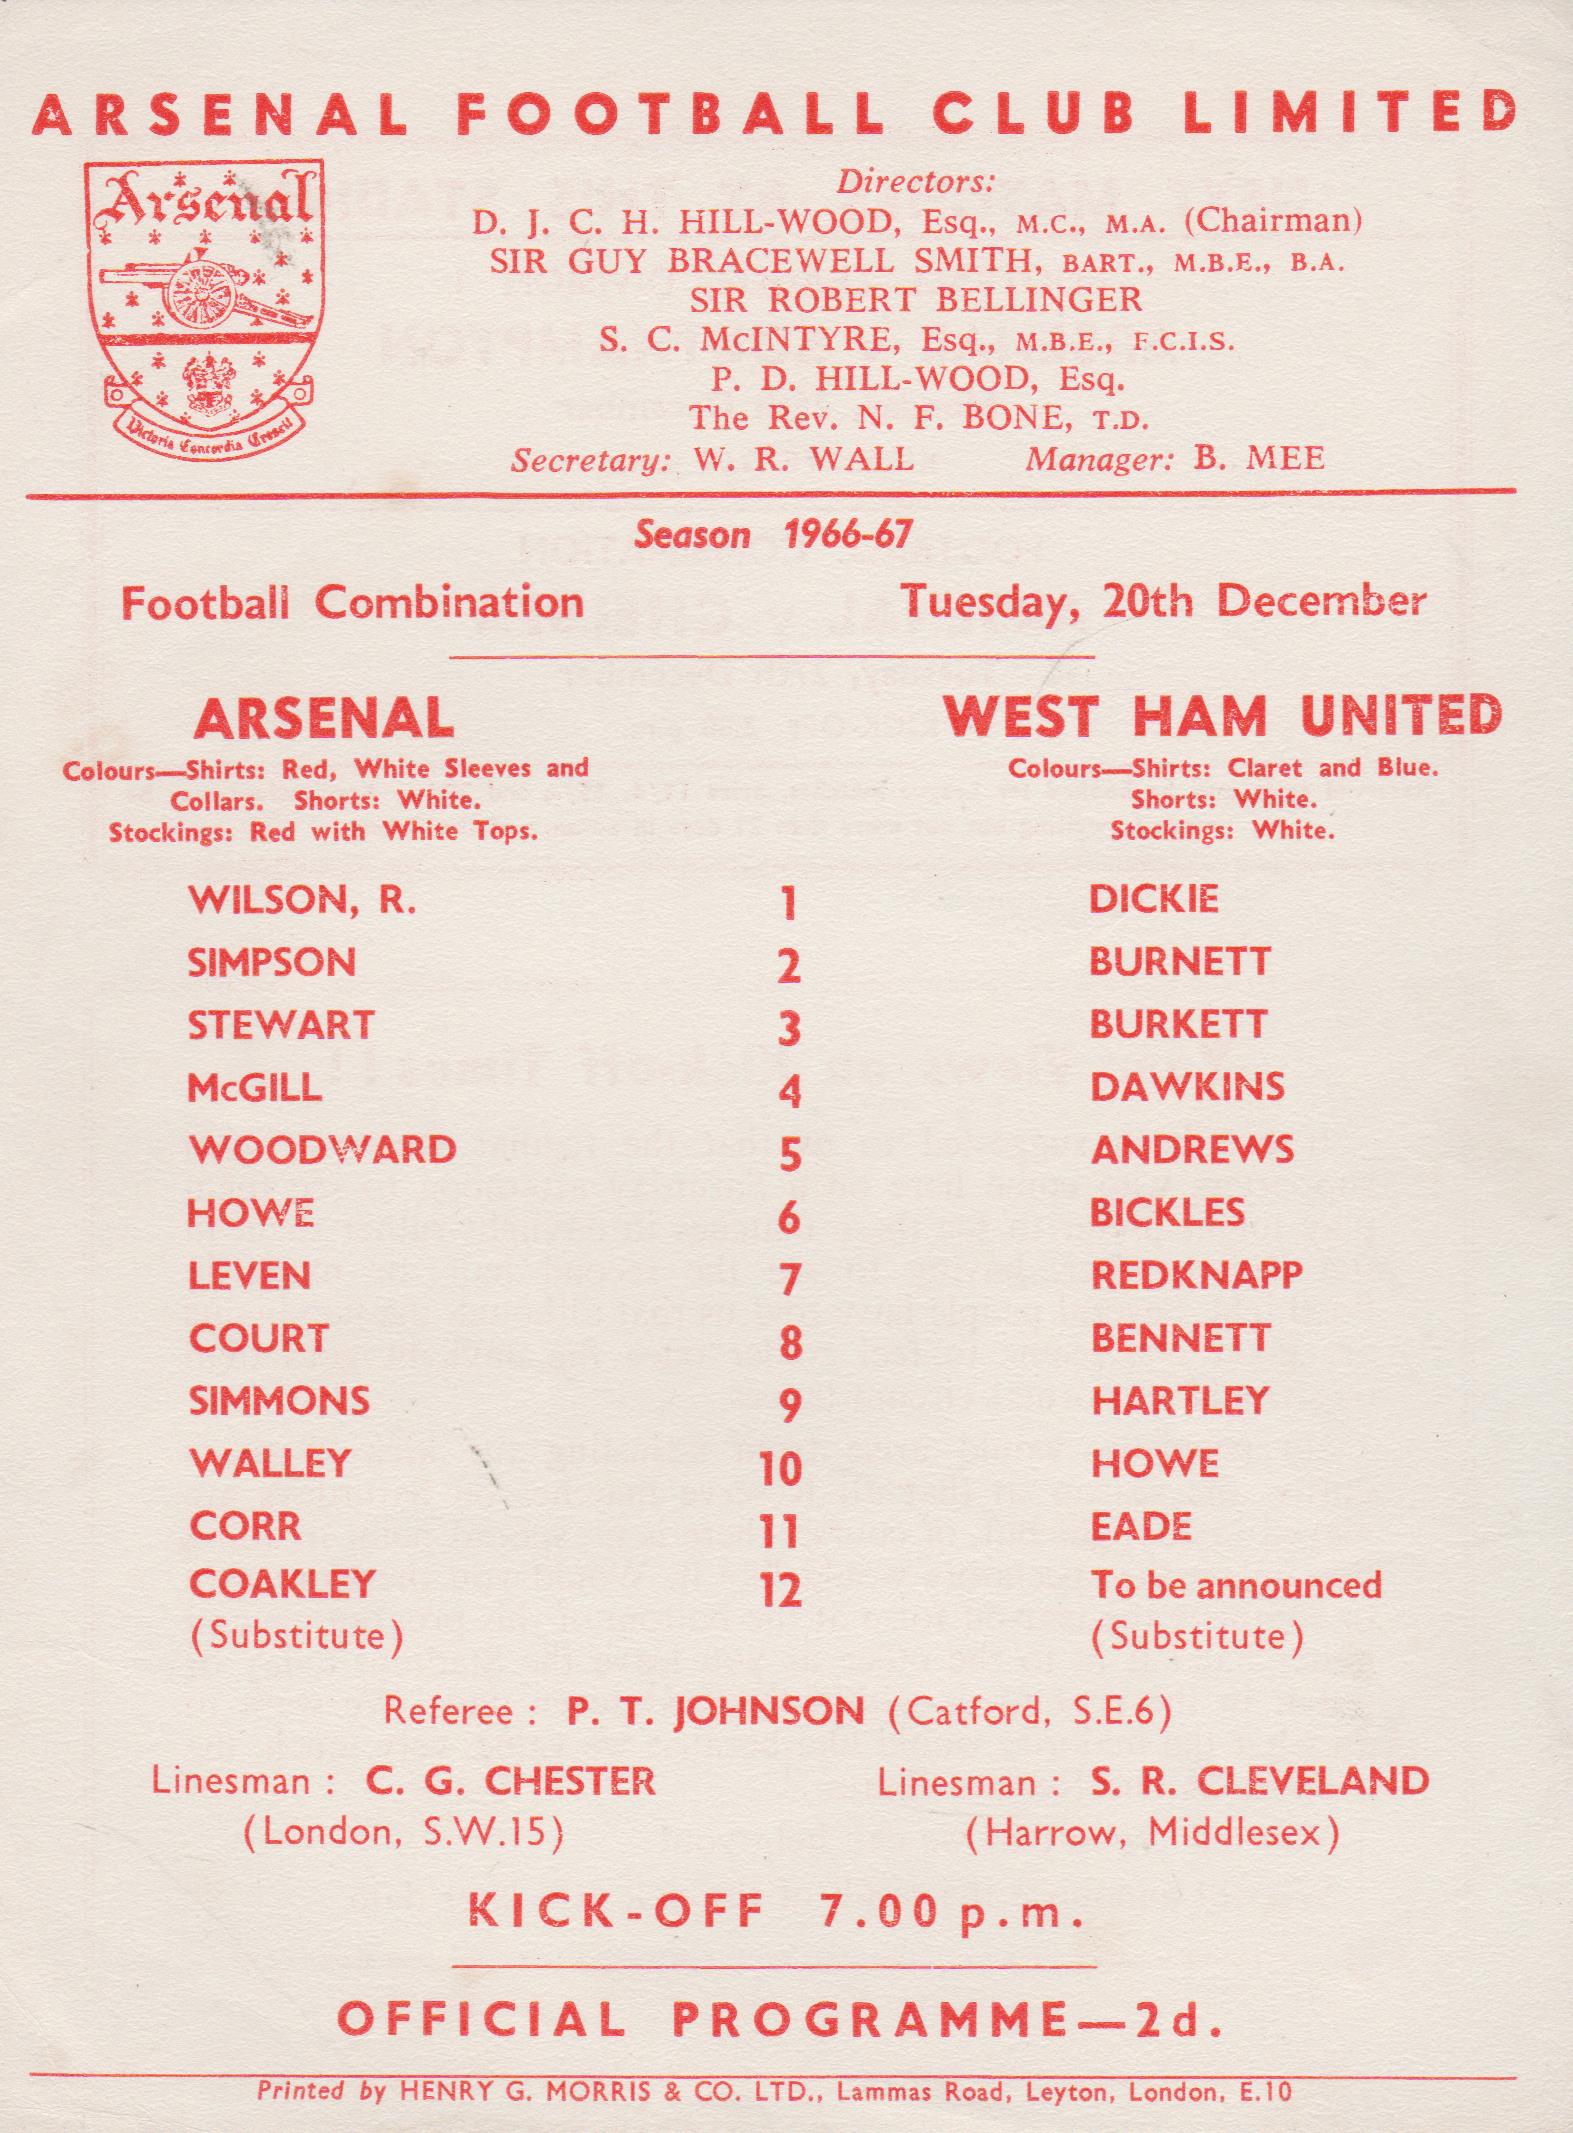 ARSENAL FOOTBALL CLUB LIMITED
Arsenal
Victoria Concordia Crescit
Directors:
D. J. C. H. HILL-WOOD, Esq., M.C., M.A. (Chairman)
SIR GUY BRACEWELL SMITH, BART., M.B.E., B.A.
SIR ROBERT BELLINGER
S. C. McINTYRE, Esq., M.B.E., F.C.I.S.
P. D. HILL-WOOD, Esq.
The Rev. N. F. BONE, T.D.
Secretary: W. R. WALL Manager: B. MEE
Season 1966-67
Football Combination Tuesday, 20th December
ARSENAL WEST HAM UNITED
Colours—Shirts: Red, White Sleeves and Colours—Shirts: Claret and Blue.
Collars. Shorts: White. Shorts: White.
Stockings: Red with White Tops. Stockings: White.
WILSON, R. 1 DICKIE
SIMPSON 2 BURNETT
STEWART 3 BURKETT
McGILL 4 DAWKINS
WOODWARD 5 ANDREWS
HOWE 6 BICKLES
LEVEN 7 REDKNAPP
COURT 8 BENNETT
SIMMONS 9 HARTLEY
WALLEY 10 HOWE
CORR 11 EADE
COAKLEY 12 To be announced
(Substitute) (Substitute)
Referee : P. T. JOHNSON (Catford, S.E.6)
Linesman : C. G. CHESTER Linesman : S. R. CLEVELAND
(London, S.W.15) (Harrow, Middlesex)
KICK-OFF 7.00 p.m.
OFFICIAL PROGRAMME—2d.
Printed by HENRY G. MORRIS & CO. LTD., Lammas Road, Leyton, London, E.10